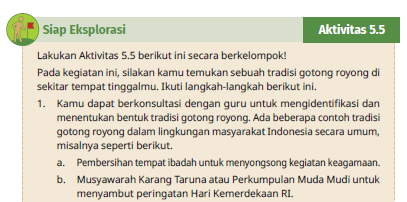 Siap Eksplorasi
Aktivitas 5.5
Lakukan Aktivitas 5.5 berikut ini secara berkelompok!
Pada kegiatan ini, silakan kamu temukan sebuah tradisi gotong royong di
sekitar tempat tinggalmu. Ikuti langkah-langkah berikut ini.
1. Kamu dapat berkonsultasi dengan guru untuk mengidentifikasi dan
menentukan bentuk tradisi gotong royong. Ada beberapa contoh tradisi
gotong royong dalam lingkungan masyarakat Indonesia secara umum,
misalnya seperti berikut.
a. Pembersihan tempat ibadah untuk menyongsong kegiatan keagamaan.
b. Musyawarah Karang Taruna atau Perkumpulan Muda Mudi untuk
menyambut peringatan Hari Kemerdekaan RI.